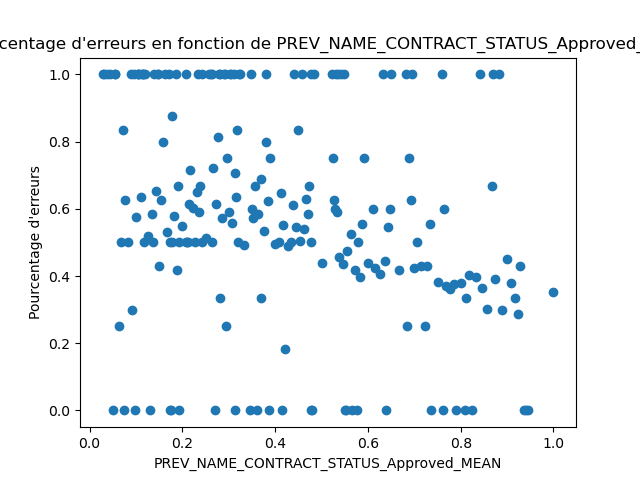 centage d'erreurs en fonction de PREV_NAME_CONTRACT_STATUS_Approved_
1.0
0.8
0.6
0.4
0.2
0.0
Pourcentage d'erreurs
0.0 0.2 0.4 0.6 0.8 1.0
PREV_NAME_CONTRACT_STATUS_Approved_MEAN